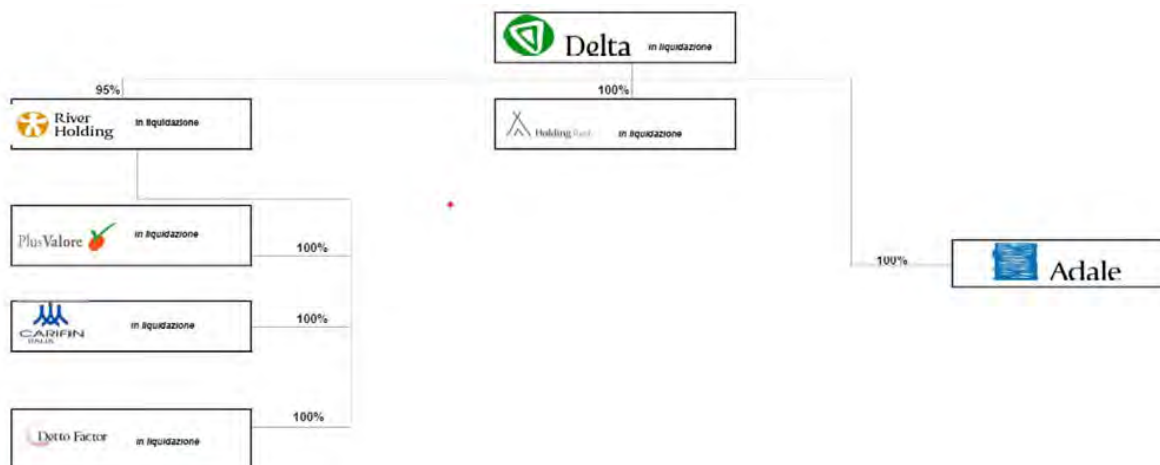 Delta in liquidazione
95%
100%
River Holding in liquidazione
Holding in liquidazione
PlusValore in liquidazione
100%
100%
Adale
CARIFIN ITALIA in liquidazione
100%
Detto Factor in liquidazione
100%